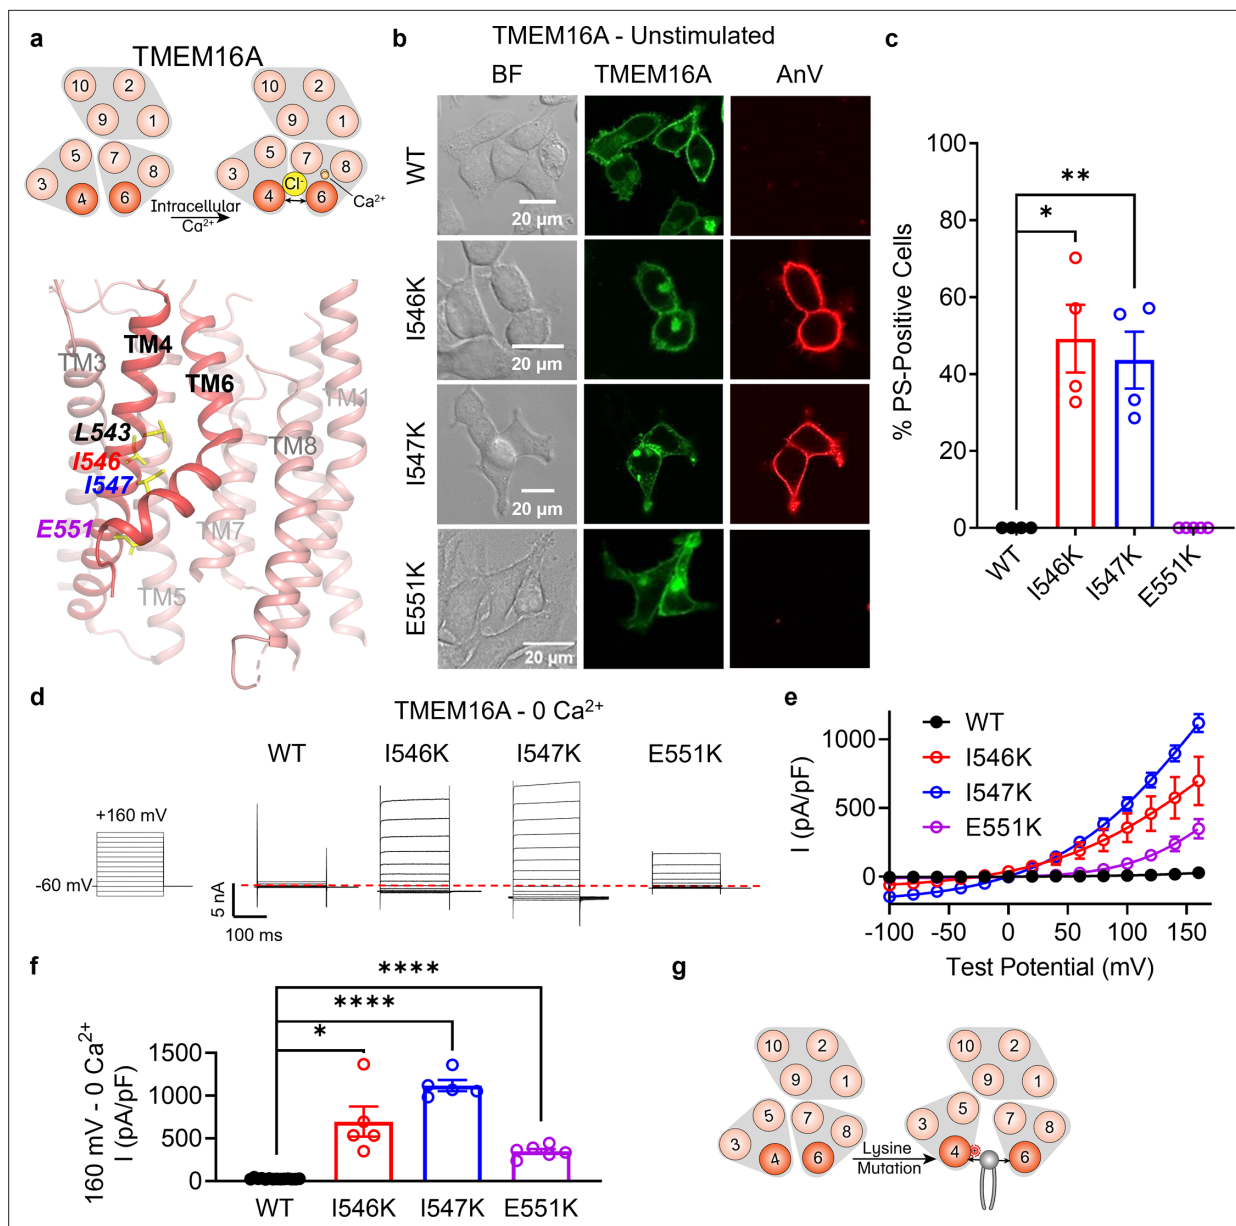 a
TMEM16A
10 2
9 1
5 7 8
3 4 6
Intracellular
Ca²⁺
10 2
9 1
5 7 8
3 4 Cl⁻ 6
Ca²⁺
TM4
TM3
TM6
TM1
L543
TM8
I546
I547
E551
TM7
TM5
b
TMEM16A - Unstimulated
BF TMEM16A AnV
WT
20 µm
I546K
20 µm
I547K
20 µm
E551K
20 µm
c
% PS-Positive Cells
100
80
60
40
20
0
**
*
WT I546K I547K E551K
d
TMEM16A - 0 Ca²⁺
WT I546K I547K E551K
+160 mV
-60 mV
5 nA
100 ms
e
I (pA/pF)
1000
500
0
WT
I546K
I547K
E551K
-100 -50 0 50 100 150
Test Potential (mV)
f
160 mV - 0 Ca²⁺
I (pA/pF)
1500
1000
500
0
****
****
*
WT I546K I547K E551K
g
10 2
9 1
5 7 8
3 4 6
Lysine
Mutation
10 2
9 1
5 7 8
3 4 6